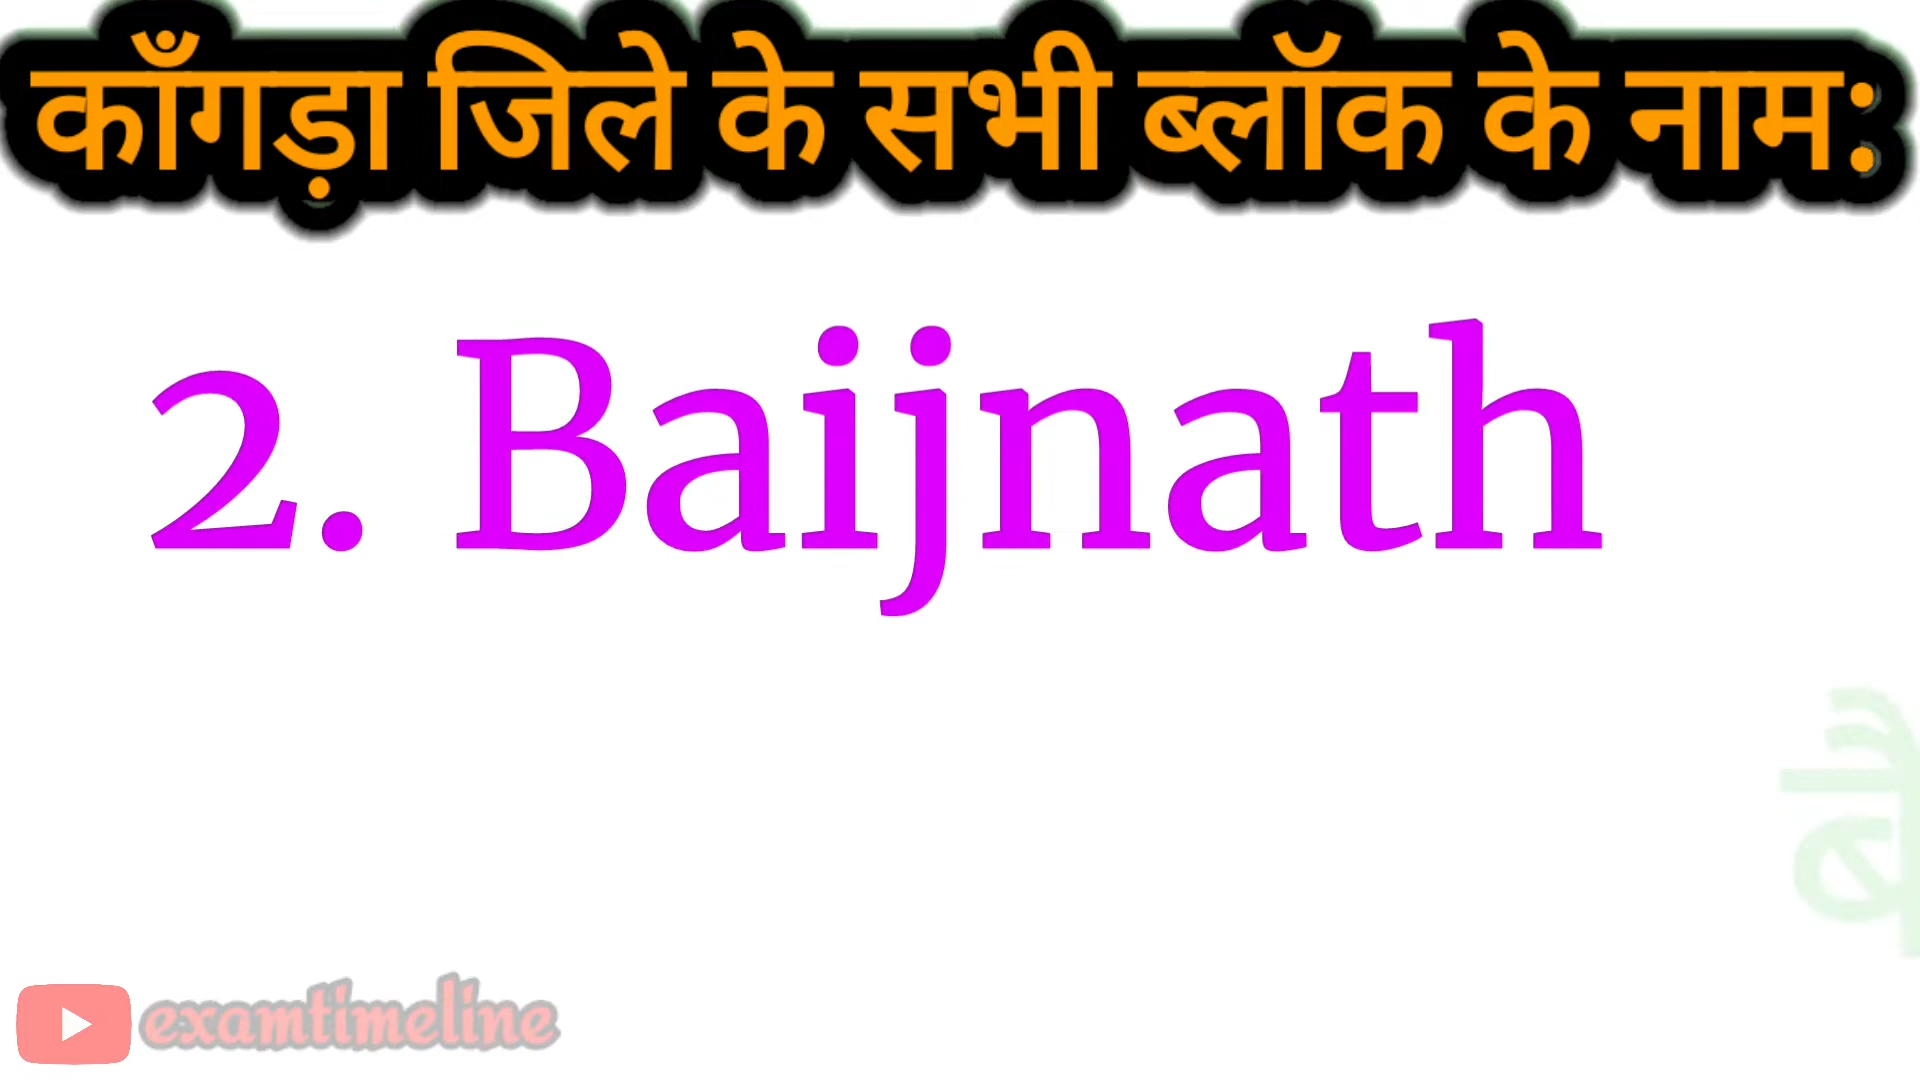 काँगड़ा जिले के सभी ब्लॉक के नाम:
2. Baijnath
बै
examtimeline